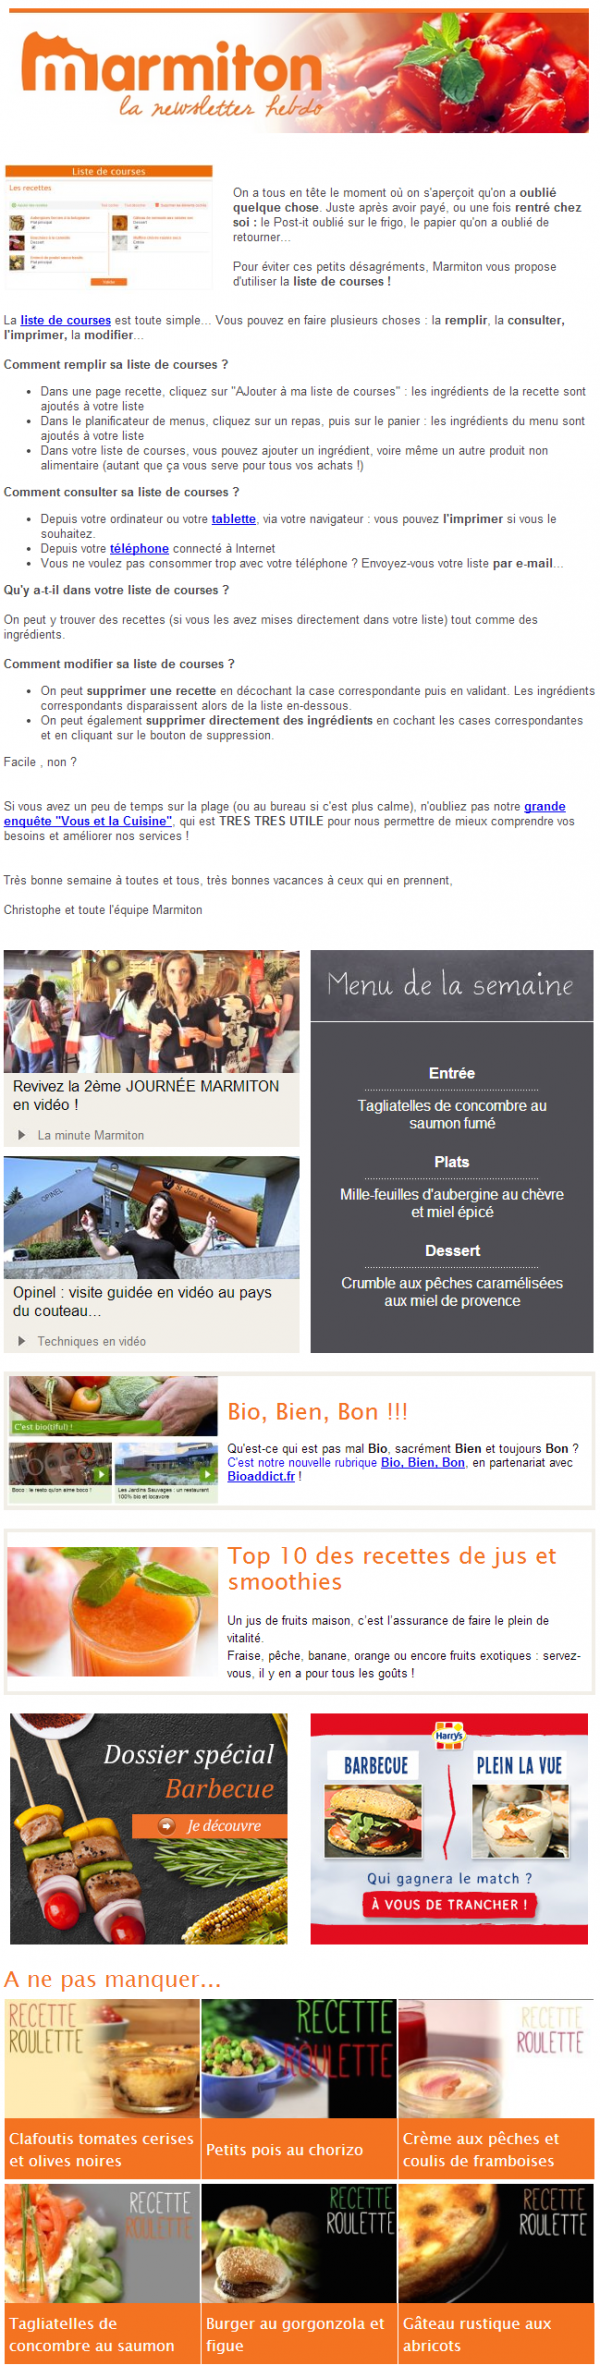 marmiton
la newsletter hebdo
Liste de courses
Les recettes
On a tous en tête le moment où on s'aperçoit qu'on a oublié
quelque chose. Juste après avoir payé, ou une fois rentré chez
soi : le Post-it oublié sur le frigo, le papier qu'on a oublié de
retourner...
Pour éviter ces petits désagréments, Marmiton vous propose
d'utiliser la liste de courses !
La liste de courses est toute simple... Vous pouvez en faire plusieurs choses : la remplir, la consulter,
l'imprimer, la modifier...
Comment remplir sa liste de courses ?
• Dans une page recette, cliquez sur "AJouter à ma liste de courses" : les ingrédients de la recette sont
ajoutés à votre liste
• Dans le planificateur de menus, cliquez sur un repas, puis sur le panier : les ingrédients du menu sont
ajoutés à votre liste
• Dans votre liste de courses, vous pouvez ajouter un ingrédient, voire même un autre produit non
alimentaire (autant que ça vous serve pour tous vos achats !)
Comment consulter sa liste de courses ?
• Depuis votre ordinateur ou votre tablette, via votre navigateur : vous pouvez l'imprimer si vous le
souhaitez.
• Depuis votre téléphone connecté à Internet
• Vous ne voulez pas consommer trop avec votre téléphone ? Envoyez-vous votre liste par e-mail...
Qu'y a-t-il dans votre liste de courses ?
On peut y trouver des recettes (si vous les avez mises directement dans votre liste) tout comme des
ingrédients.
Comment modifier sa liste de courses ?
• On peut supprimer une recette en décochant la case correspondante puis en validant. Les ingrédients
correspondants disparaissent alors de la liste en-dessous.
• On peut également supprimer directement des ingrédients en cochant les cases correspondantes
et en cliquant sur le bouton de suppression.
Facile , non ?
Si vous avez un peu de temps sur la plage (ou au bureau si c'est plus calme), n'oubliez pas notre grande
enquête "Vous et la Cuisine", qui est TRES TRES UTILE pour nous permettre de mieux comprendre vos
besoins et améliorer nos services !
Très bonne semaine à toutes et tous, très bonnes vacances à ceux qui en prennent,
Christophe et toute l'équipe Marmiton
Revivez la 2ème JOURNÉE MARMITON
en vidéo !
La minute Marmiton
OPINEL
St Jean de Maurienne
Opinel : visite guidée en vidéo au pays
du couteau...
Techniques en vidéo
Menu de la semaine
Entrée
Tagliatelles de concombre au
saumon fumé
Plats
Mille-feuilles d'aubergine au chèvre
et miel épicé
Dessert
Crumble aux pêches caramélisées
aux miel de provence
C'est bio(tiful) !
Boco : le resto qu'on aime boco !
Les Jardins Sauvages : un restaurant
100% bio et locavore
Bio, Bien, Bon !!!
Qu'est-ce qui est pas mal Bio, sacrément Bien et toujours Bon ?
C'est notre nouvelle rubrique Bio, Bien, Bon, en partenariat avec
Bioaddict.fr !
Top 10 des recettes de jus et
smoothies
Un jus de fruits maison, c'est l'assurance de faire le plein de
vitalité.
Fraise, pêche, banane, orange ou encore fruits exotiques : servez-
vous, il y en a pour tous les goûts !
Dossier spécial
Barbecue
Je découvre
Harry's
BARBECUE
PLEIN LA VUE
Qui gagnera le match ?
À VOUS DE TRANCHER !
A ne pas manquer...
RECETTE
ROULETTE
Clafoutis tomates cerises
et olives noires
RECETTE
ROULETTE
Petits pois au chorizo
RECETTE
ROULETTE
Crème aux pêches et
coulis de framboises
RECETTE
ROULETTE
Tagliatelles de
concombre au saumon
RECETTE
ROULETTE
Burger au gorgonzola et
figue
RECETTE
ROULETTE
Gâteau rustique aux
abricots